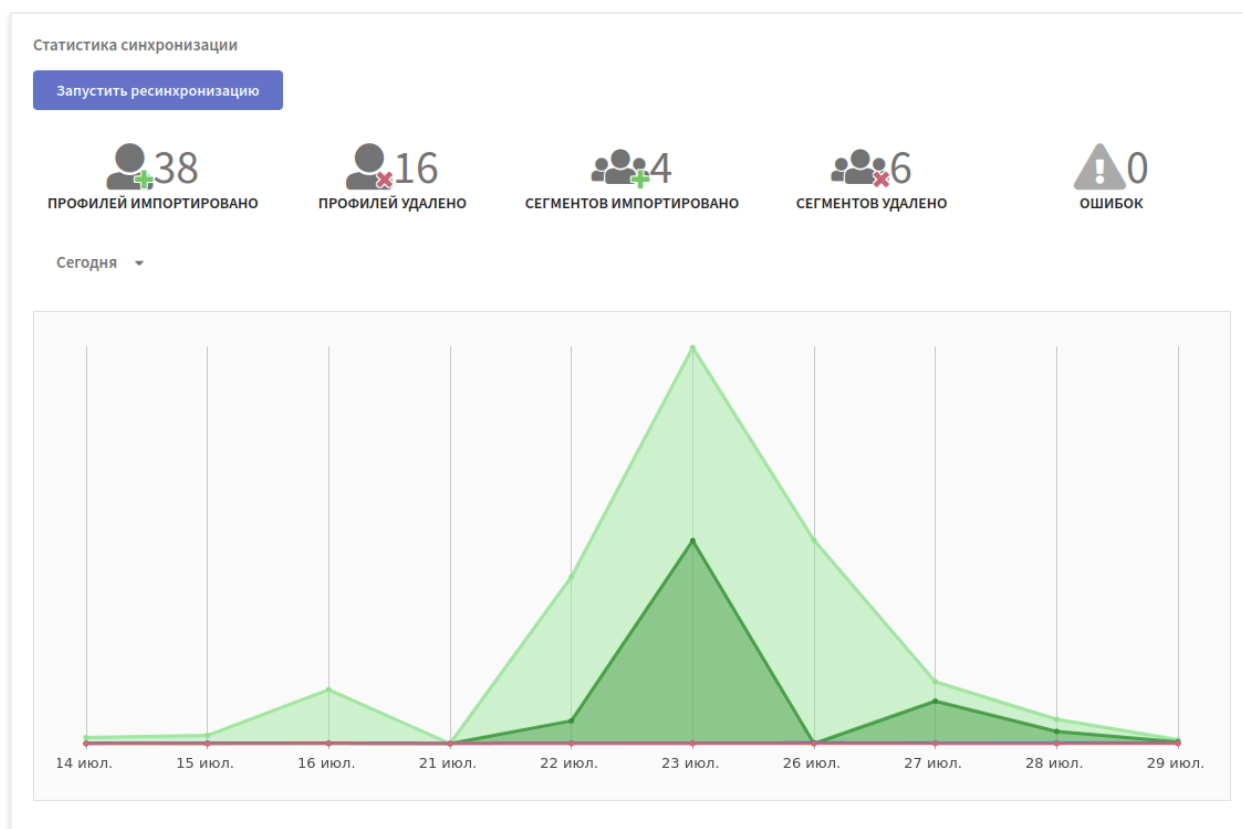 Статистика синхронизации
Запустить ресинхронизацию
38 16 4 6 0
ПРОФИЛЕЙ ИМПОРТИРОВАНО ПРОФИЛЕЙ УДАЛЕНО СЕГМЕНТОВ ИМПОРТИРОВАНО СЕГМЕНТОВ УДАЛЕНО ОШИБОК
Сегодня
14 июл. 15 июл. 16 июл. 21 июл. 22 июл. 23 июл. 26 июл. 27 июл. 28 июл. 29 июл.